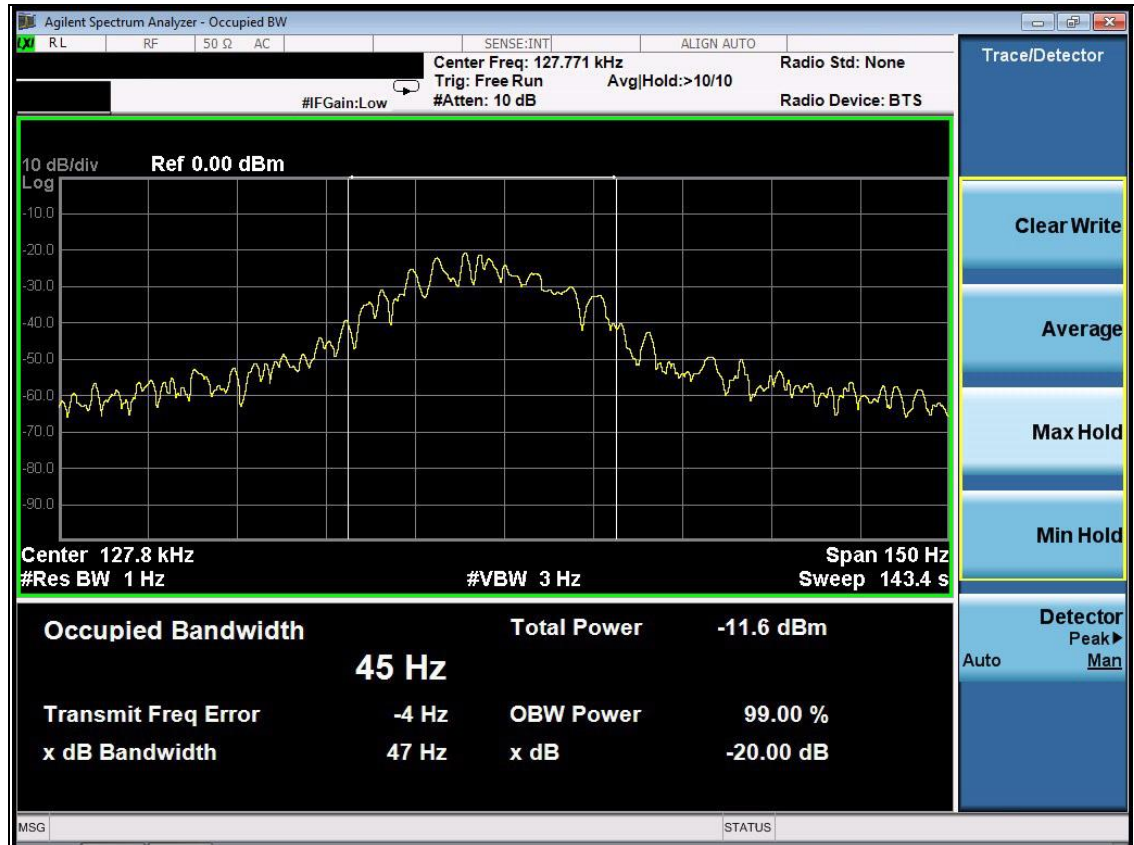 Agilent Spectrum Analyzer - Occupied BW
LXI RL RF 50 Ω AC SENSE:INT ALIGN AUTO
Center Freq: 127.771 kHz Radio Std: None
Trig: Free Run Avg|Hold:>10/10
#IFGain:Low #Atten: 10 dB Radio Device: BTS
10 dB/div Ref 0.00 dBm
Log
-10.0
-20.0
-30.0
-40.0
-50.0
-60.0
-70.0
-80.0
-90.0
Center 127.8 kHz Span 150 Hz
#Res BW 1 Hz #VBW 3 Hz Sweep 143.4 s
Occupied Bandwidth Total Power -11.6 dBm
45 Hz
Transmit Freq Error -4 Hz OBW Power 99.00 %
x dB Bandwidth 47 Hz x dB -20.00 dB
MSG STATUS
Trace/Detector
Clear Write
Average
Max Hold
Min Hold
Detector
Peak▶
Auto Man